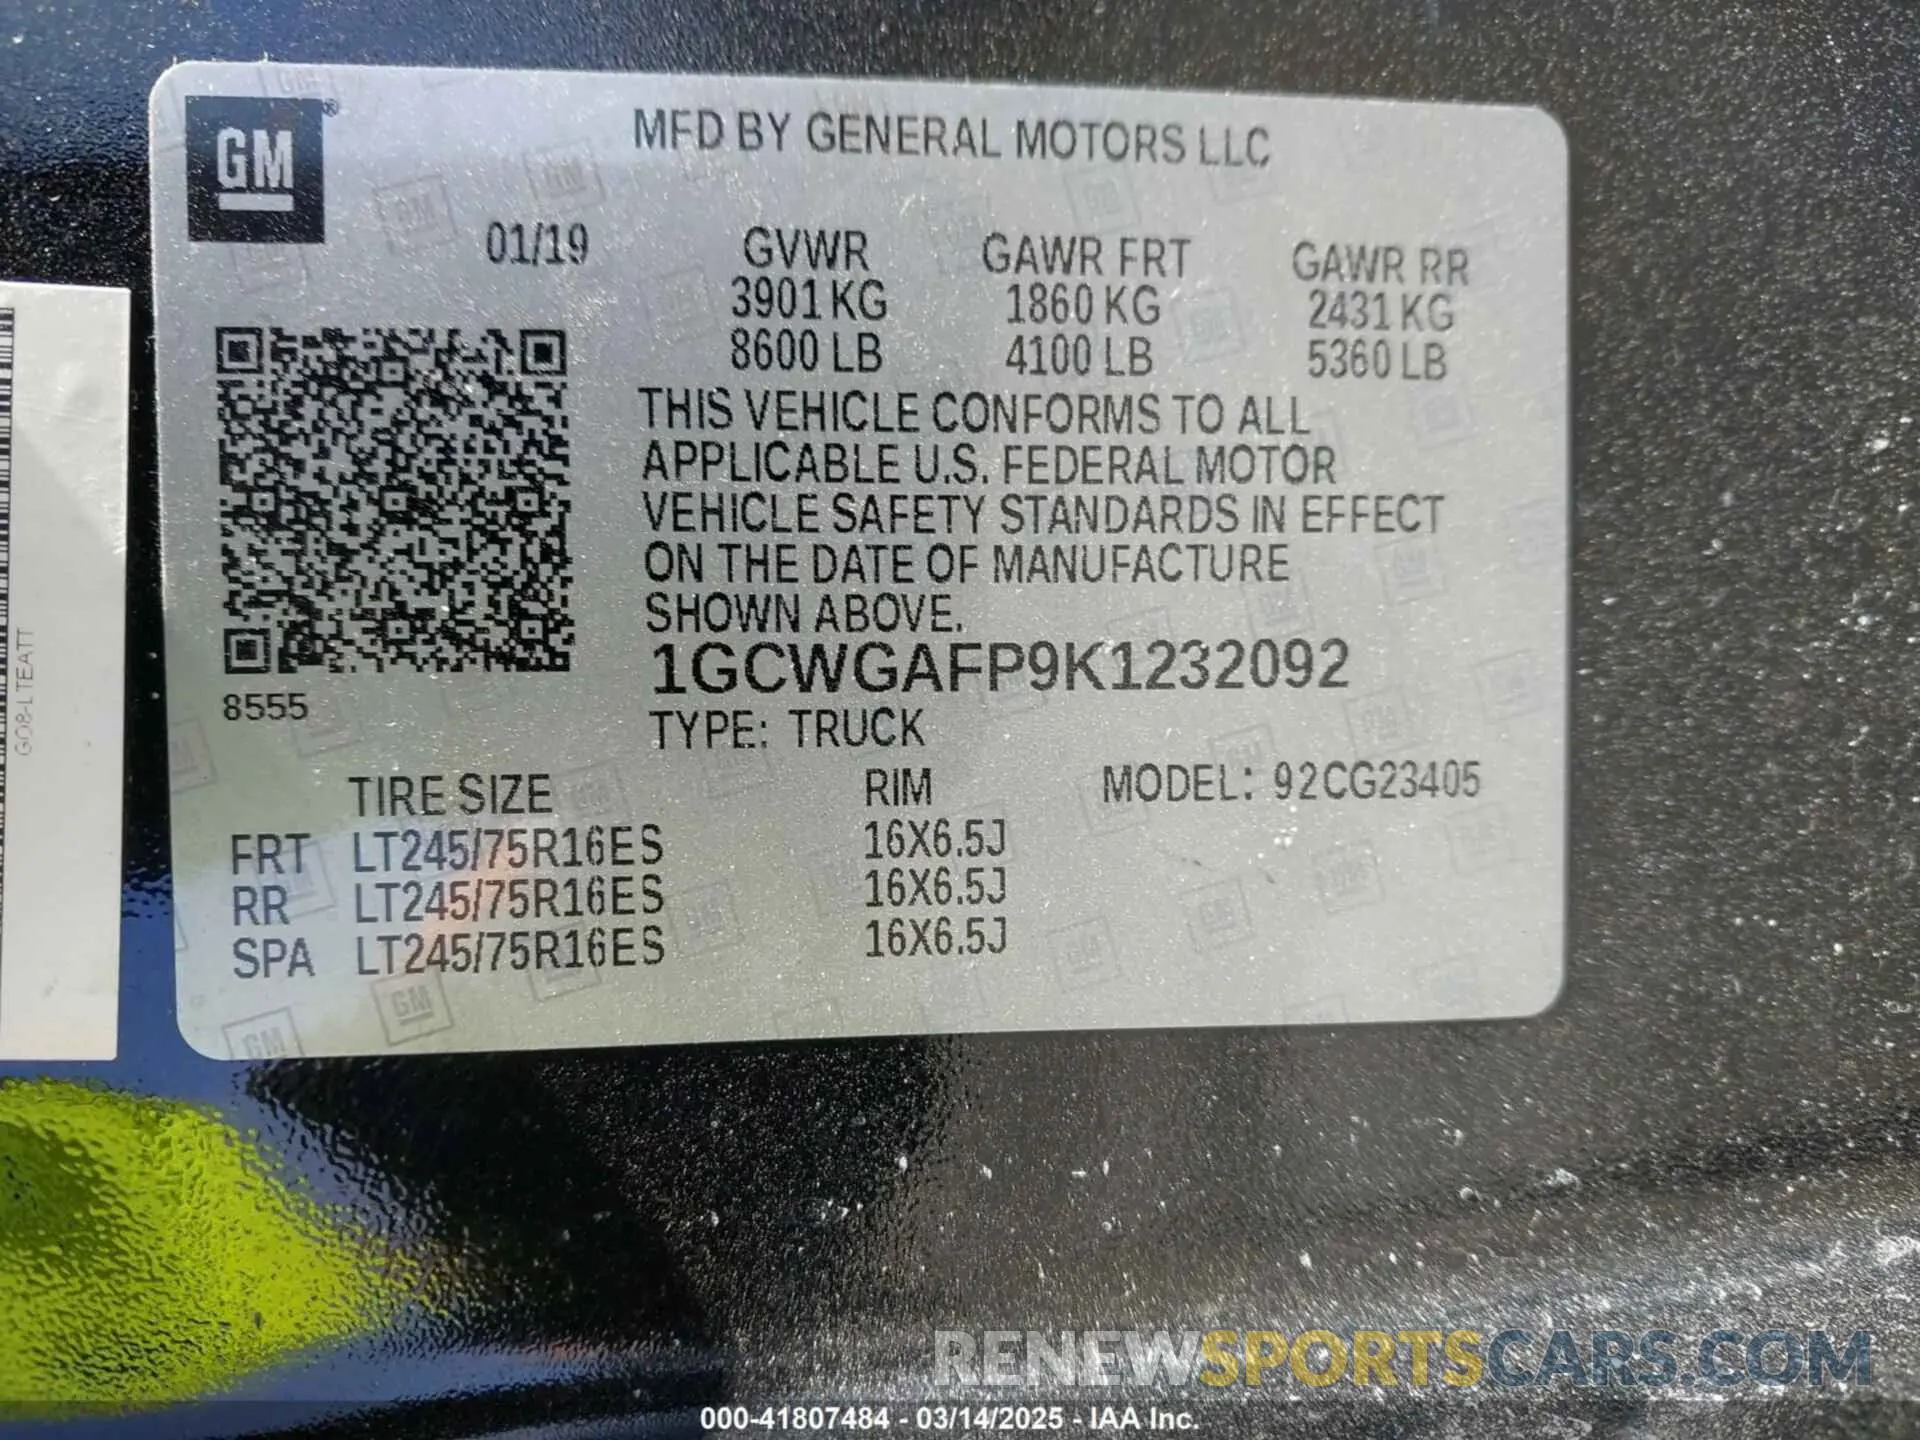 GM®
MFD BY GENERAL MOTORS LLC
01/19
GVWR GAWR FRT GAWR RR
3901 KG 1860 KG 2431 KG
8600 LB 4100 LB 5360 LB
THIS VEHICLE CONFORMS TO ALL
APPLICABLE U.S. FEDERAL MOTOR
VEHICLE SAFETY STANDARDS IN EFFECT
ON THE DATE OF MANUFACTURE
SHOWN ABOVE.
1GCWGAFP9K1232092
8555
TYPE: TRUCK
TIRE SIZE RIM MODEL: 92CG23405
FRT LT245/75R16ES 16X6.5J
RR LT245/75R16ES 16X6.5J
SPA LT245/75R16ES 16X6.5J
GO8-LTEATT
RENEWSPORTSCARS.COM
000-41807484 - 03/14/2025 - IAA Inc.